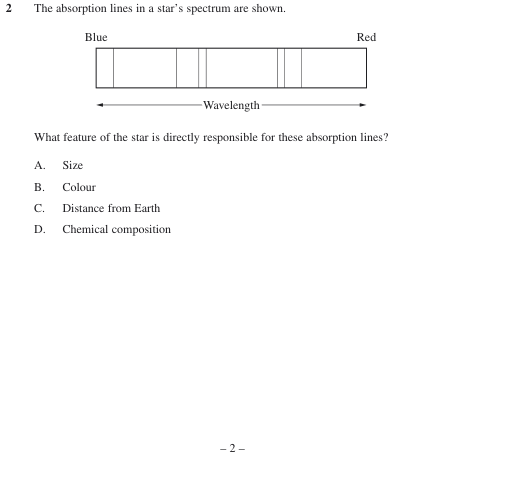 2 The absorption lines in a star's spectrum are shown.
Blue Red
Wavelength
What feature of the star is directly responsible for these absorption lines?
A. Size
B. Colour
C. Distance from Earth
D. Chemical composition
– 2 –